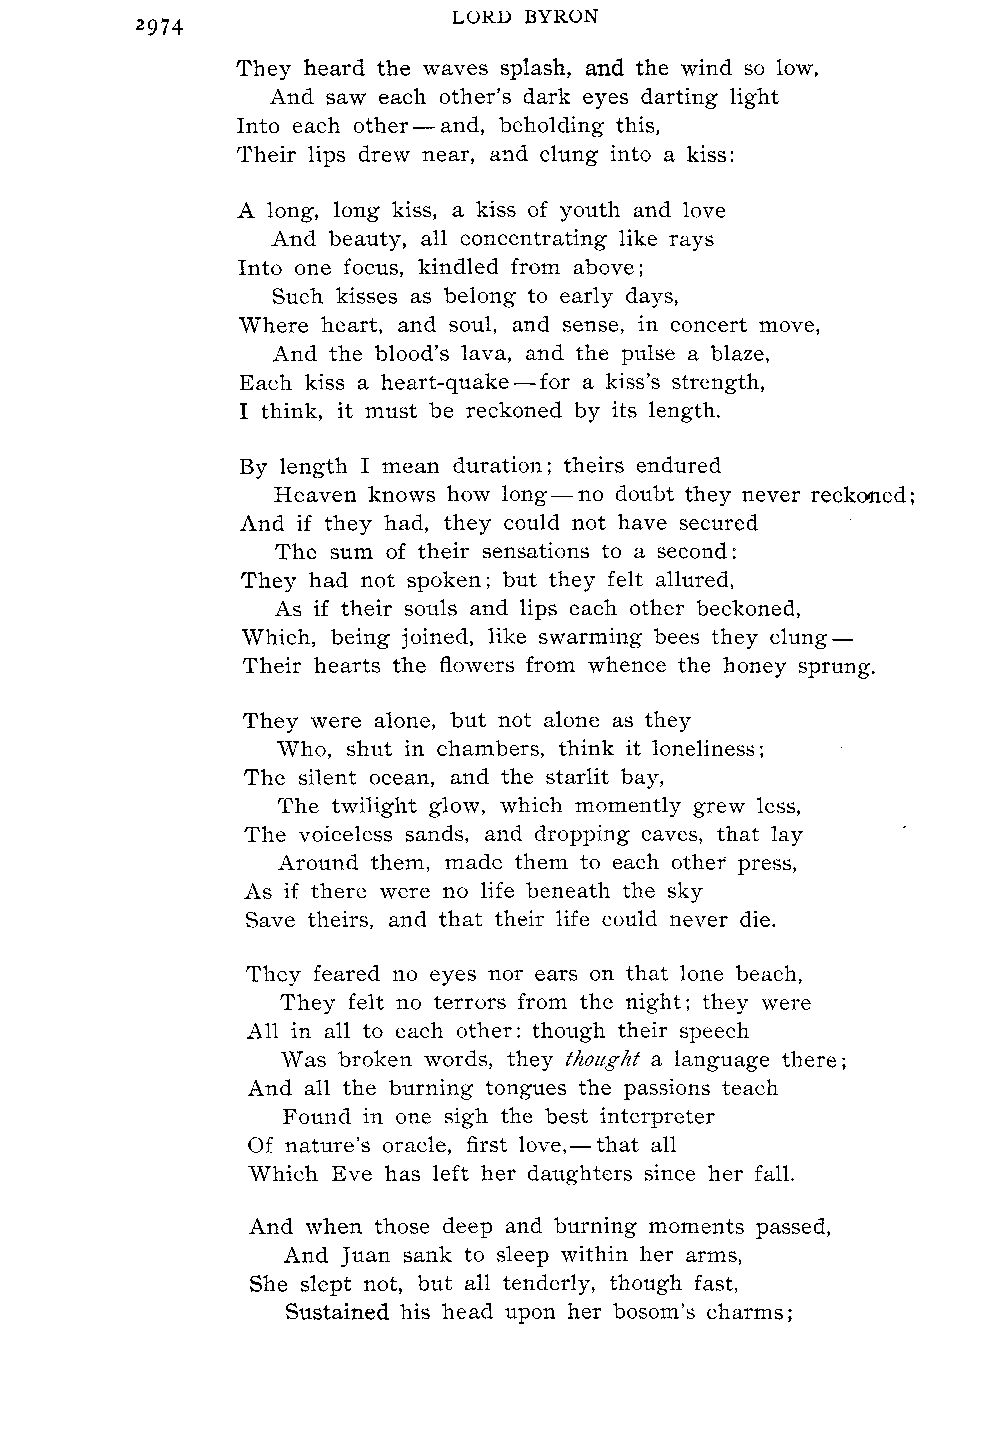 2974
LORD BYRON
They heard the waves splash, and the wind so low,
And saw each other's dark eyes darting light
Into each other — and, beholding this,
Their lips drew near, and clung into a kiss:
A long, long kiss, a kiss of youth and love
And beauty, all concentrating like rays
Into one focus, kindled from above;
Such kisses as belong to early days,
Where heart, and soul, and sense, in concert move,
And the blood's lava, and the pulse a blaze,
Each kiss a heart-quake — for a kiss's strength,
I think, it must be reckoned by its length.
By length I mean duration; theirs endured
Heaven knows how long — no doubt they never reckoned;
And if they had, they could not have secured
The sum of their sensations to a second:
They had not spoken; but they felt allured,
As if their souls and lips each other beckoned,
Which, being joined, like swarming bees they clung —
Their hearts the flowers from whence the honey sprung.
They were alone, but not alone as they
Who, shut in chambers, think it loneliness;
The silent ocean, and the starlit bay,
The twilight glow, which momently grew less,
The voiceless sands, and dropping caves, that lay
Around them, made them to each other press,
As if there were no life beneath the sky
Save theirs, and that their life could never die.
They feared no eyes nor ears on that lone beach,
They felt no terrors from the night; they were
All in all to each other: though their speech
Was broken words, they thought a language there;
And all the burning tongues the passions teach
Found in one sigh the best interpreter
Of nature's oracle, first love, — that all
Which Eve has left her daughters since her fall.
And when those deep and burning moments passed,
And Juan sank to sleep within her arms,
She slept not, but all tenderly, though fast,
Sustained his head upon her bosom's charms;